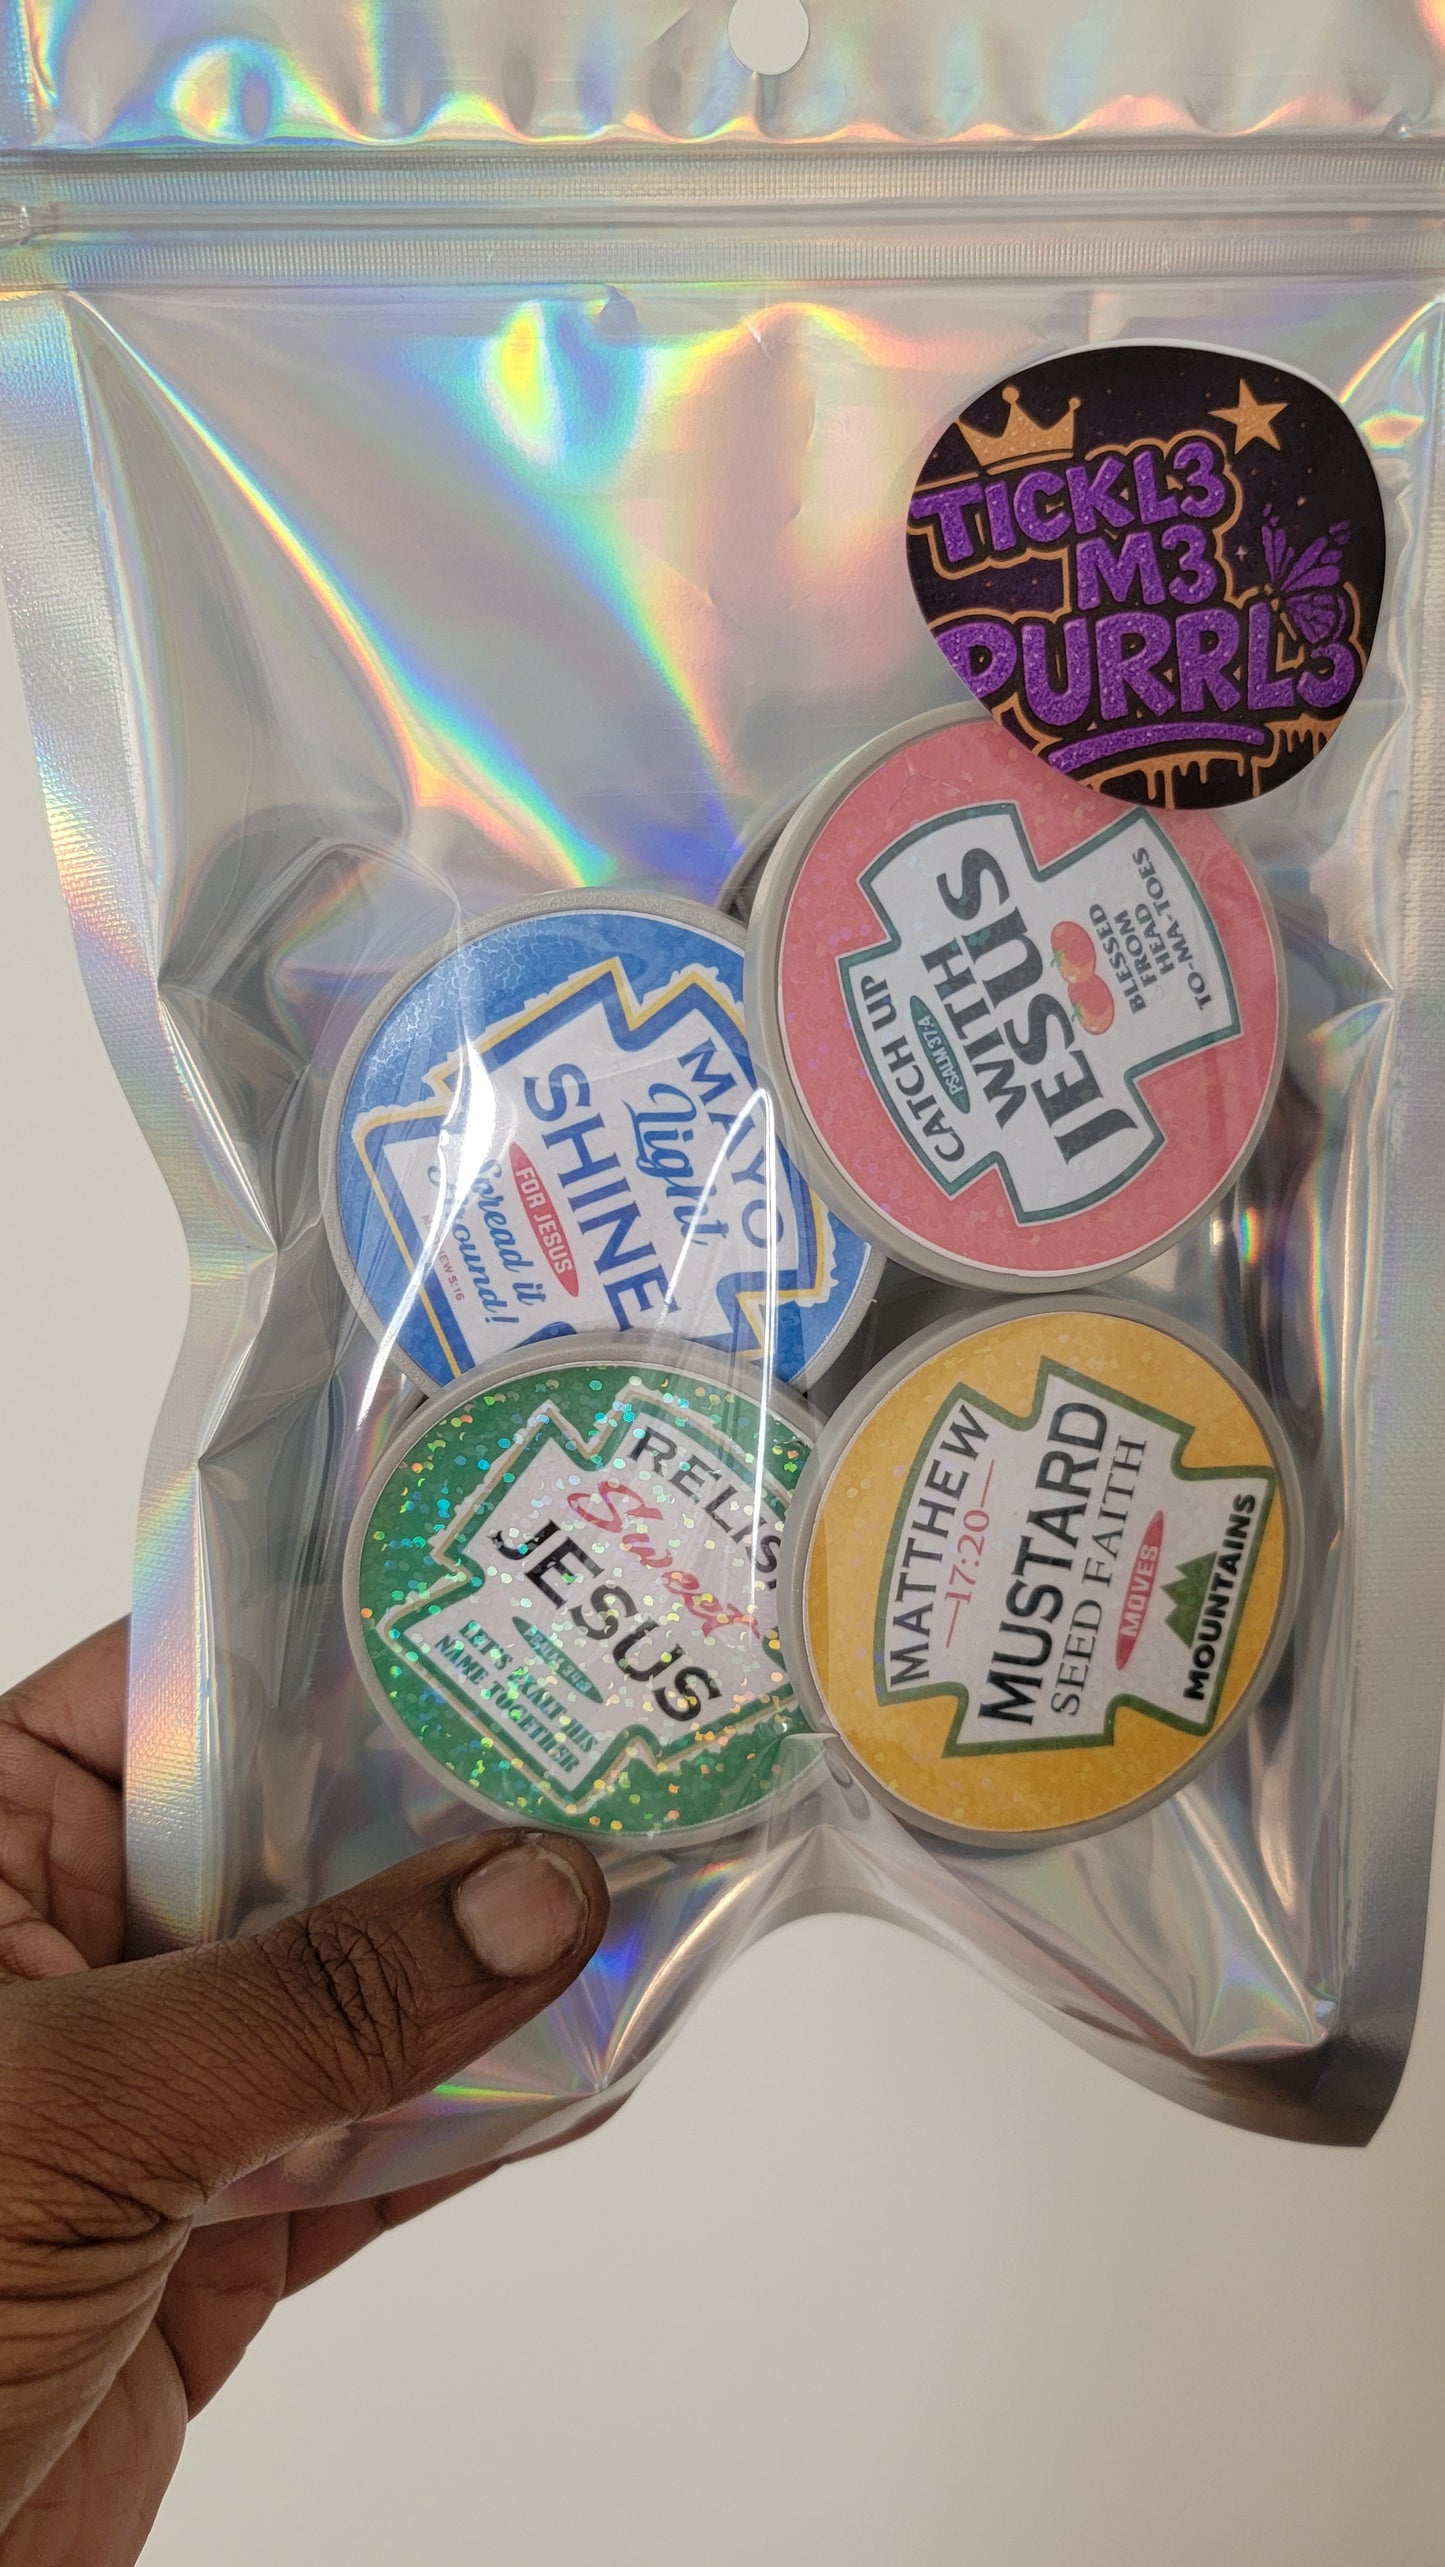 TICKL3
M3
PURRL3
CATCH UP
PSALM 37:4
WITH
JESUS
BLESSED
FROM
HEAD
TO-MA-TOES
MAYO
Light
SHINE
FOR JESUS
Spread it
Around!
5:16
RELIS
Sweet
JESUS
LET'S EXALT HIS
NAME TOGETHER
MATTHEW
17:20
MUSTARD
SEED FAITH
MOVES
MOUNTAINS